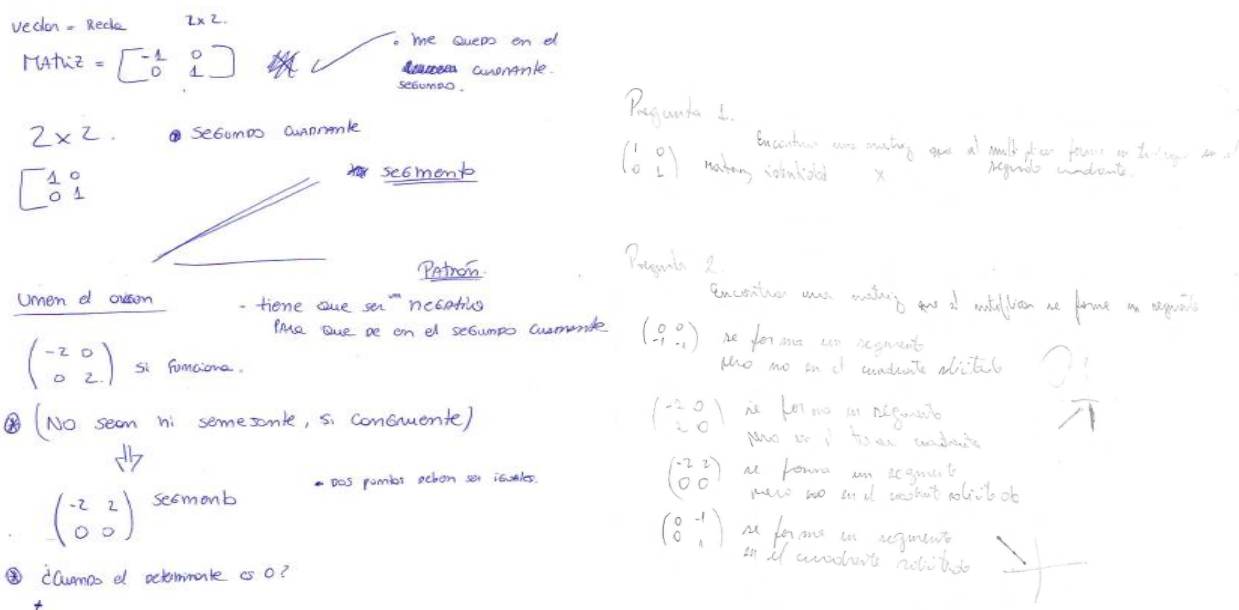 vector = Recta 2x2.
Matriz = [-1 0
0 1]
• me quedo en el
cuadrante.
segundo.
2 x 2. segundo cuadrante
[1 0
0 1
segmento
Patrón.
Unen el
- tiene que ser un negativo
para que de en el segundo cuadrante
(-2 0
0 2) si funciona.
(No sean ni semejante, si congruente)
(-2 2
0 0) segmento
• Dos puntos deben ser iguales.
¿Cuando el determinante es 0?
Pregunta 1.
Encontrar una matriz que al multiplicar forme un triangulo en el
segundo cuadrante.
(1 0
0 1) matriz identidad x
Pregunta 2.
Encontrar una matriz que al multiplicar se forme un segmento
(0 0
-1 -1) se forma un segmento
pero no en el cuadrante solicitado
(-2 0
2 0) se forma un segmento
pero en el tercer cuadrante
(-2 2
0 0) se forma un segmento
pero no en el cuadrante solicitado
(0 -1
0 1) se forma un segmento
en el cuadrante solicitado